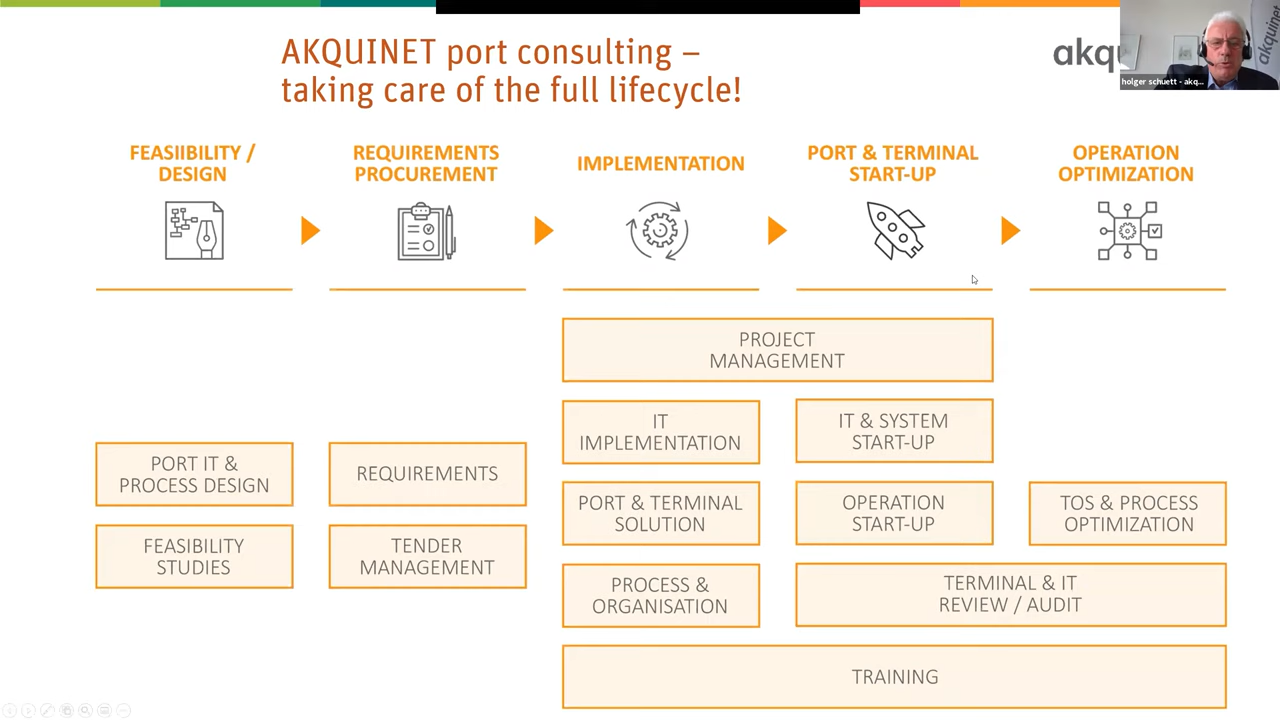 AKQUINET port consulting –
taking care of the full lifecycle!
akqu
akquinet
holger schuett - akq...
FEASIIBILITY /
DESIGN
REQUIREMENTS
PROCUREMENT
IMPLEMENTATION
PORT & TERMINAL
START-UP
OPERATION
OPTIMIZATION
PROJECT
MANAGEMENT
IT
IMPLEMENTATION
IT & SYSTEM
START-UP
PORT IT &
PROCESS DESIGN
REQUIREMENTS
PORT & TERMINAL
SOLUTION
OPERATION
START-UP
TOS & PROCESS
OPTIMIZATION
FEASIBILITY
STUDIES
TENDER
MANAGEMENT
PROCESS &
ORGANISATION
TERMINAL & IT
REVIEW / AUDIT
TRAINING